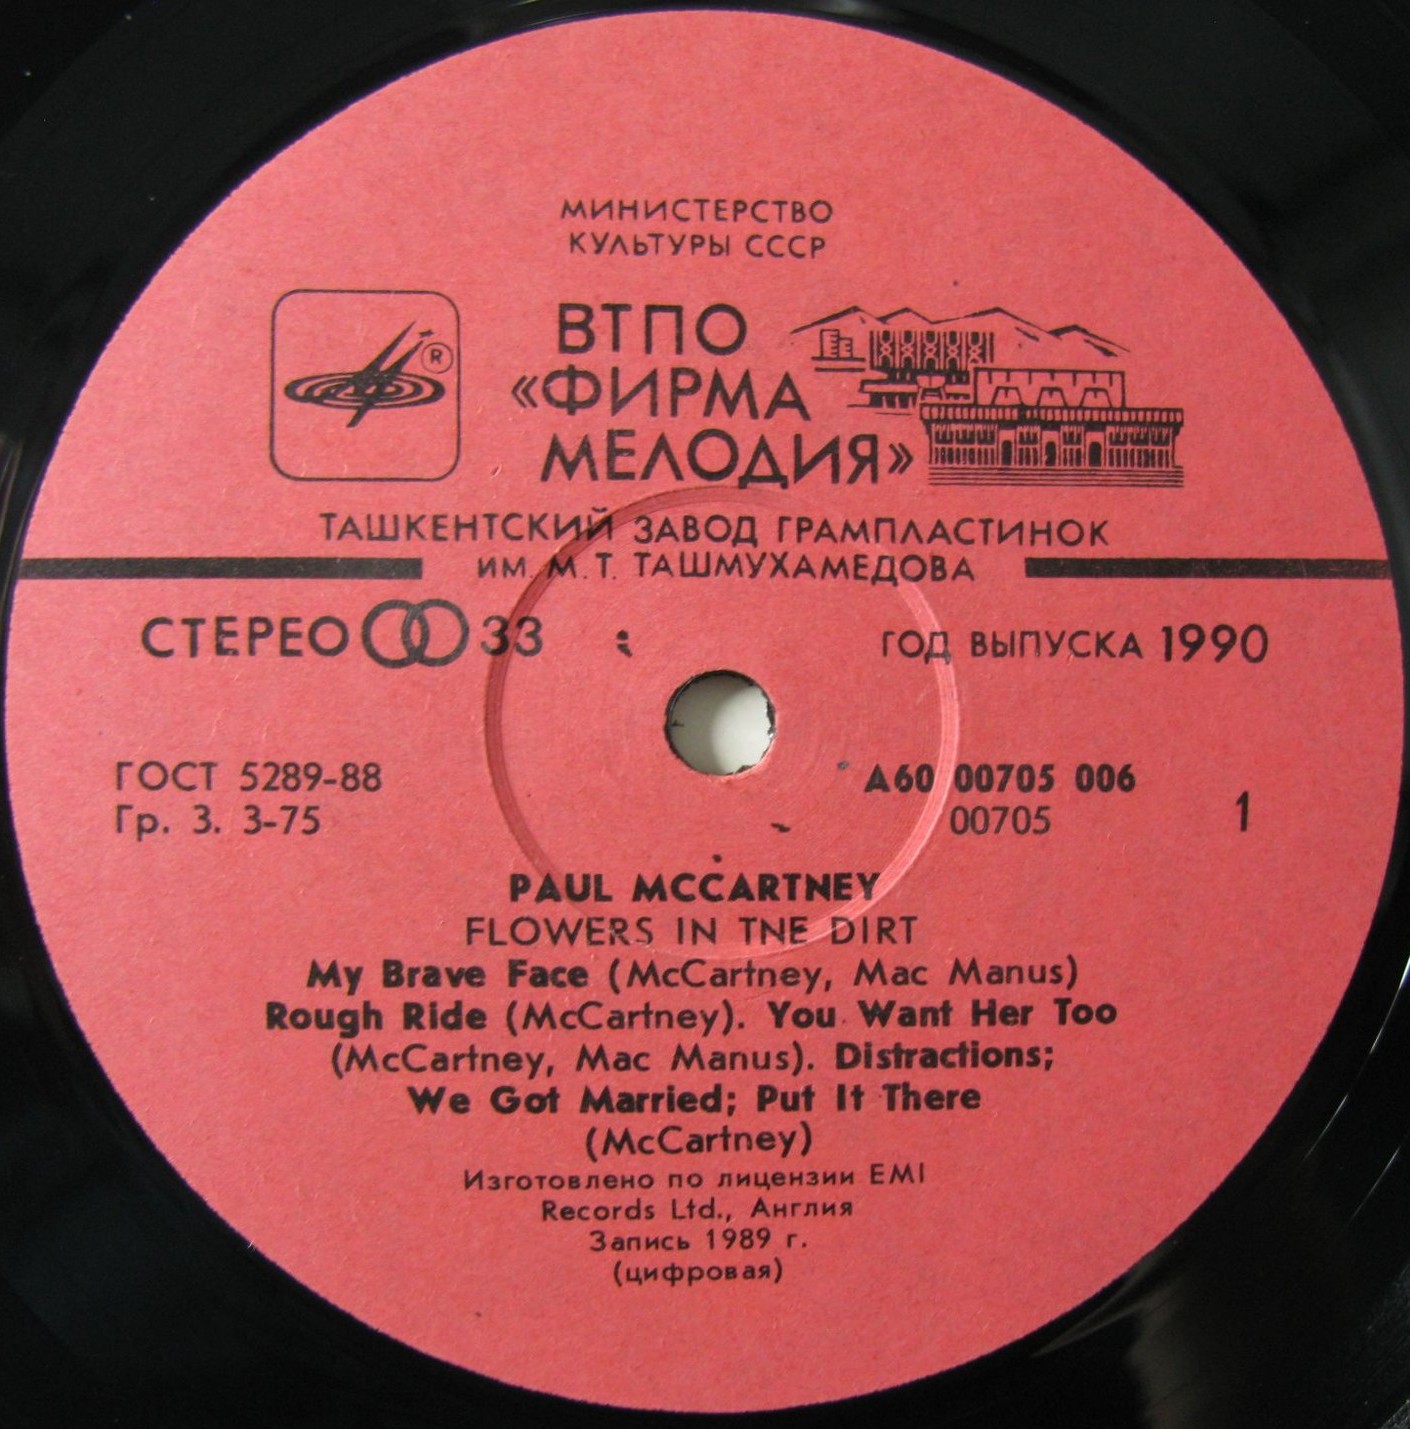 МИНИСТЕРСТВО
КУЛЬТУРЫ СССР
®
ВТПО
«ФИРМА
МЕЛОДИЯ»
ТАШКЕНТСКИЙ ЗАВОД ГРАМПЛАСТИНОК
ИМ. М. Т. ТАШМУХАМЕДОВА
СТЕРЕО 33
ГОД ВЫПУСКА 1990
ГОСТ 5289-88
Гр. 3. 3-75
А60 00705 006
00705
1
PAUL MCCARTNEY
FLOWERS IN TNE DIRT
My Brave Face (McCartney, Mac Manus)
Rough Ride (McCartney). You Want Her Too
(McCartney, Mac Manus). Distractions;
We Got Married; Put It There
(McCartney)
Изготовлено по лицензии EMI
Records Ltd., Англия
Запись 1989 г.
(цифровая)